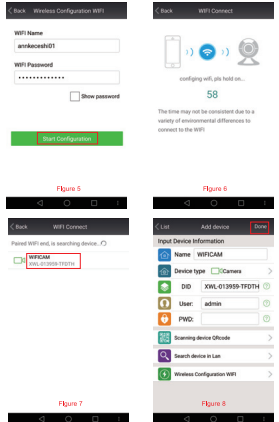 Back Wireless Configuration WIFI
WIFI Name
annkeceshi01
WIFI Password
Show password
Start Configuration
Figure 5
Back WIFI Connect
configing wifi, pls hold on...
58
The time may not be consistent due to a
variety of environmental differences to
connect to the WIFI
Figure 6
Back WIFI Connect
Paired WIFI end, is searching device...
WIFICAM
XWL-013959-TFDTH
Figure 7
List Add device Done
Input Device Information
Name WIFICAM
Device type Camera
DID XWL-013959-TFDTH
User: admin
PWD:
Scanning device QRcode
Search device in Lan
Wireless Configuration WIFI
Figure 8